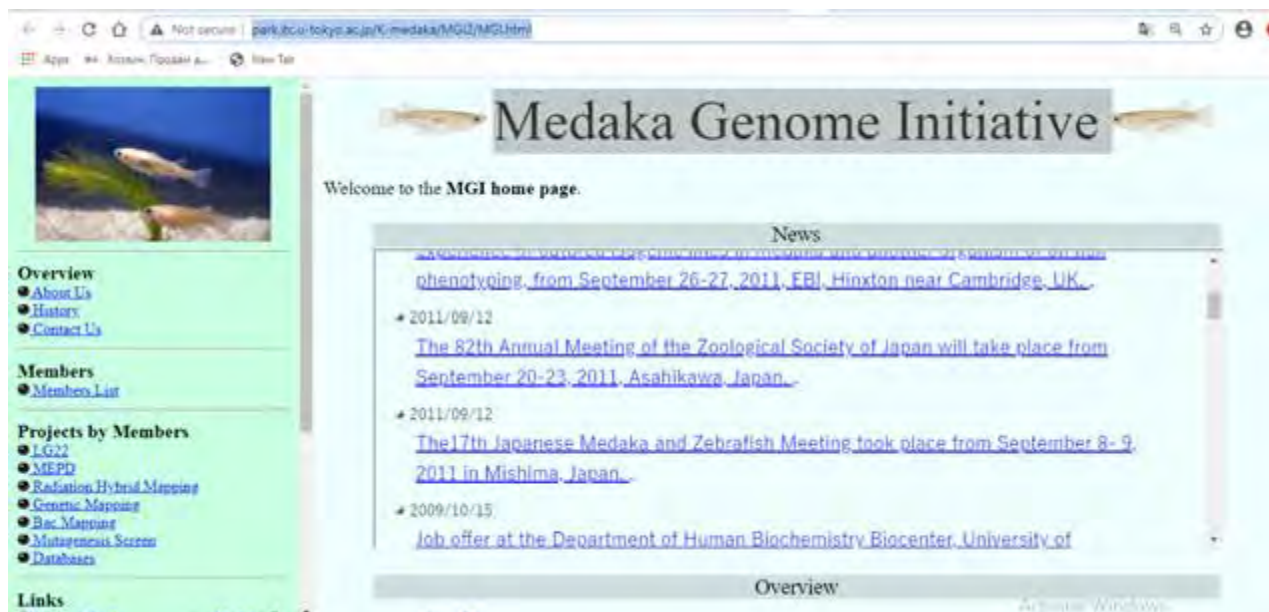 Not secure | park.itc.u-tokyo.ac.jp/K-medaka/MGI2/MGI.html
Apps
New Tab
Medaka Genome Initiative
Welcome to the MGI home page.
News
phenotyping, from September 26-27, 2011, EBI, Hinxton near Cambridge, UK. .
2011/09/12
The 82th Annual Meeting of the Zoological Society of Japan will take place from
September 20-23, 2011, Asahikawa, Japan. .
2011/09/12
The17th Japanese Medaka and Zebrafish Meeting took place from September 8- 9,
2011 in Mishima, Japan. .
2009/10/15
Job offer at the Department of Human Biochemistry Biocenter, University of
Overview
Overview
About Us
History
Contact Us
Members
Members List
Projects by Members
LG22
MEPD
Radiation Hybrid Mapping
Genetic Mapping
Bac Mapping
Mutagenesis Screen
Databases
Links